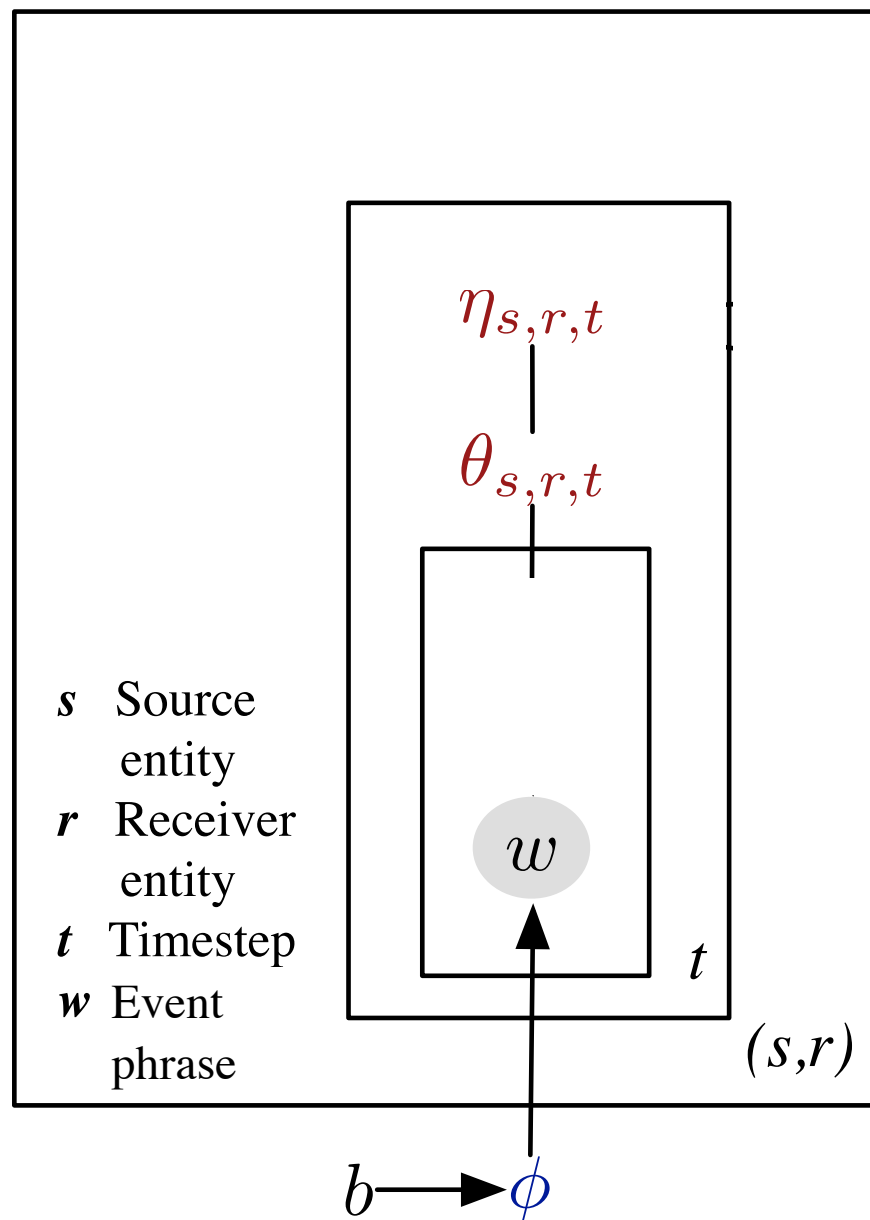 η_{s,r,t}
θ_{s,r,t}
s Source
entity
r Receiver
entity
t Timestep
w Event
phrase
w
t
(s,r)
b
ϕ